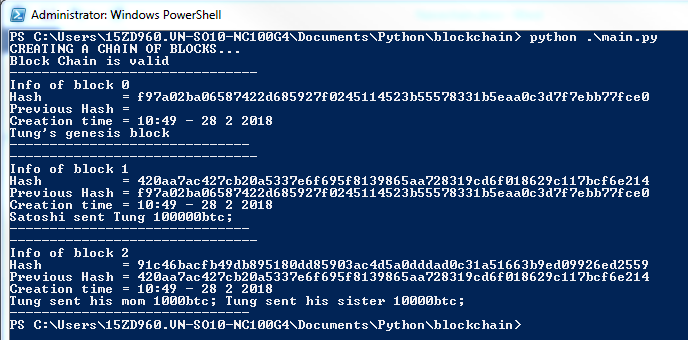 Administrator: Windows PowerShell
PS C:\Users\15ZD960.VN-SO10-NC100G4\Documents\Python\blockchain> python .\main.py
CREATING A CHAIN OF BLOCKS...
Block Chain is valid
-------------------------------
Info of block 0
Hash          = f97a02ba06587422d685927f0245114523b55578331b5eaa0c3d7f7ebb77fce0
Previous Hash =
Creation time = 10:49 - 28 2 2018
Tung's genesis block
------------------------------
-------------------------------
Info of block 1
Hash          = 420aa7ac427cb20a5337e6f695f8139865aa728319cd6f018629c117bcf6e214
Previous Hash = f97a02ba06587422d685927f0245114523b55578331b5eaa0c3d7f7ebb77fce0
Creation time = 10:49 - 28 2 2018
Satoshi sent Tung 100000btc;
------------------------------
-------------------------------
Info of block 2
Hash          = 91c46bacfb49db895180dd85903ac4d5a0dddad0c31a51663b9ed09926ed2559
Previous Hash = 420aa7ac427cb20a5337e6f695f8139865aa728319cd6f018629c117bcf6e214
Creation time = 10:49 - 28 2 2018
Tung sent his mom 1000btc; Tung sent his sister 10000btc;
------------------------------
PS C:\Users\15ZD960.VN-SO10-NC100G4\Documents\Python\blockchain>